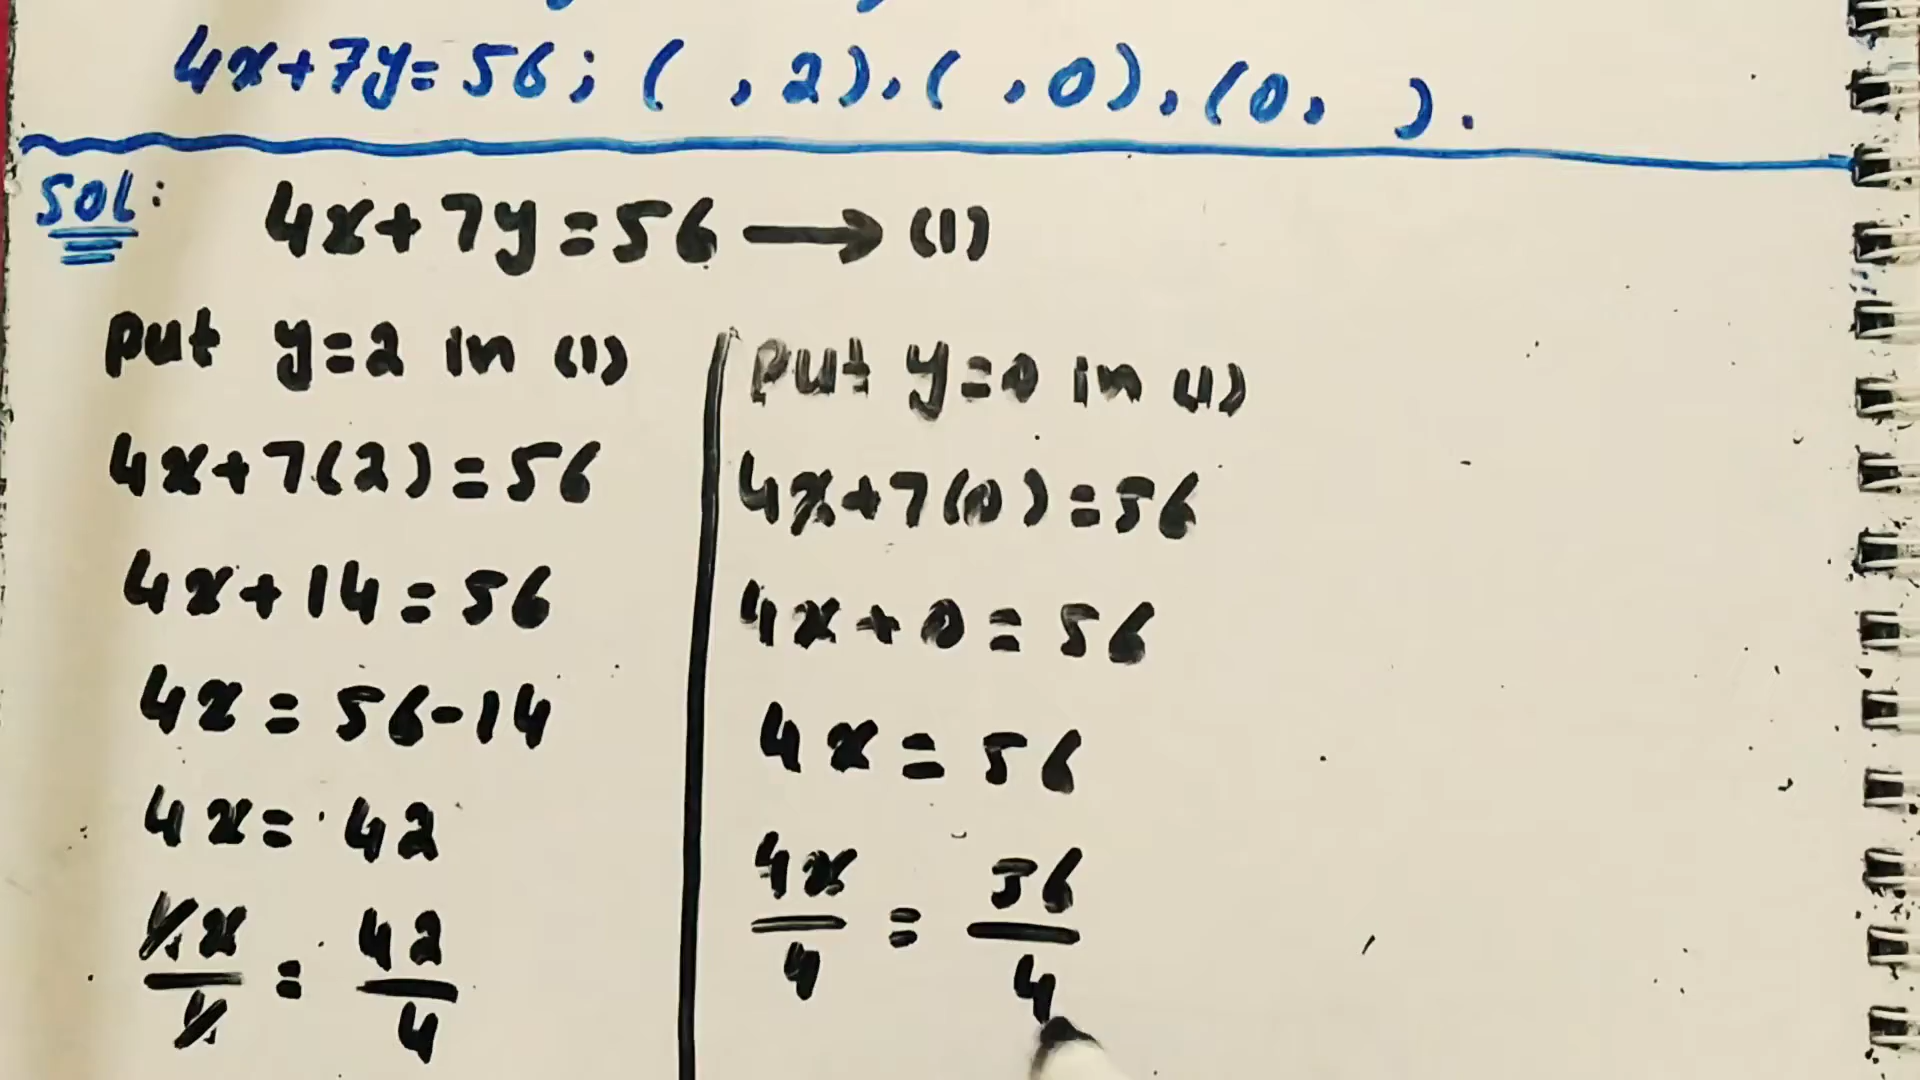 4x+7y=56; ( , 2), ( , 0), (0, ).
SOL: 4x+7y=56 → (1)
Put y=2 in (1)
4x+7(2)=56
4x+14=56
4x=56-14
4x=42
4x/4 = 42/4
Put y=0 in (1)
4x+7(0)=56
4x+0=56
4x=56
4x/4 = 56/4